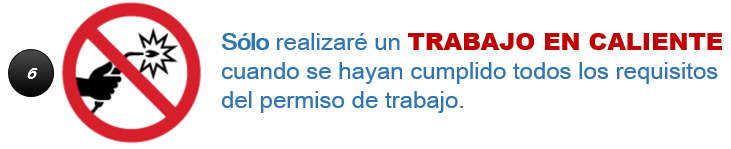 6
Sólo realizaré un TRABAJO EN CALIENTE
cuando se hayan cumplido todos los requisitos
del permiso de trabajo.